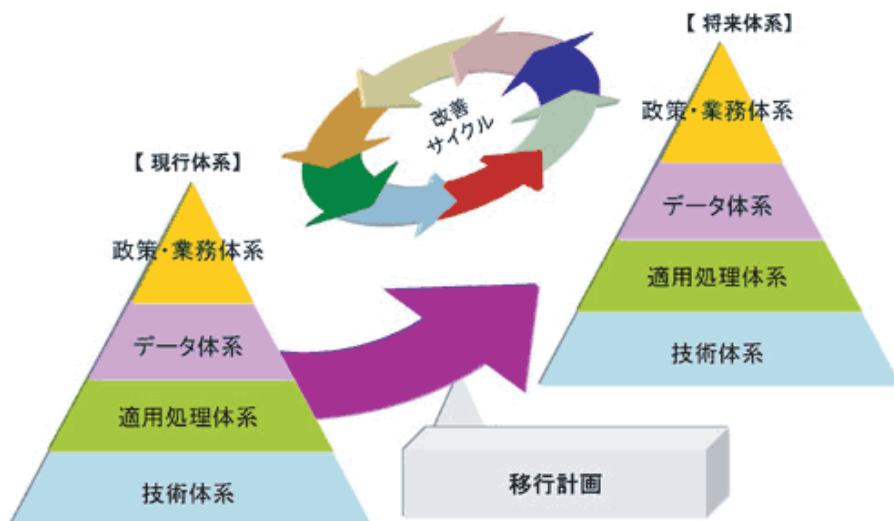 【 将来体系】
政策・業務体系
データ体系
適用処理体系
技術体系
改善
サイクル
【 現行体系】
政策・業務体系
データ体系
適用処理体系
技術体系
移行計画